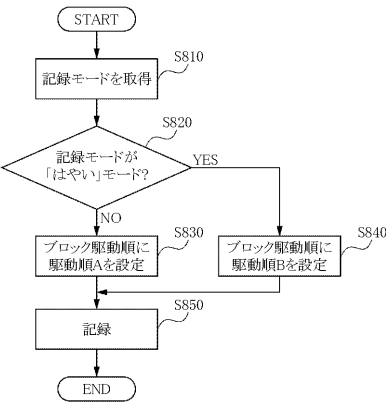 START
S810
記録モードを取得
S820
記録モードが
「はやい」モード?
YES
NO
S830
ブロック駆動順に
駆動順Aを設定
S840
ブロック駆動順に
駆動順Bを設定
S850
記録
END